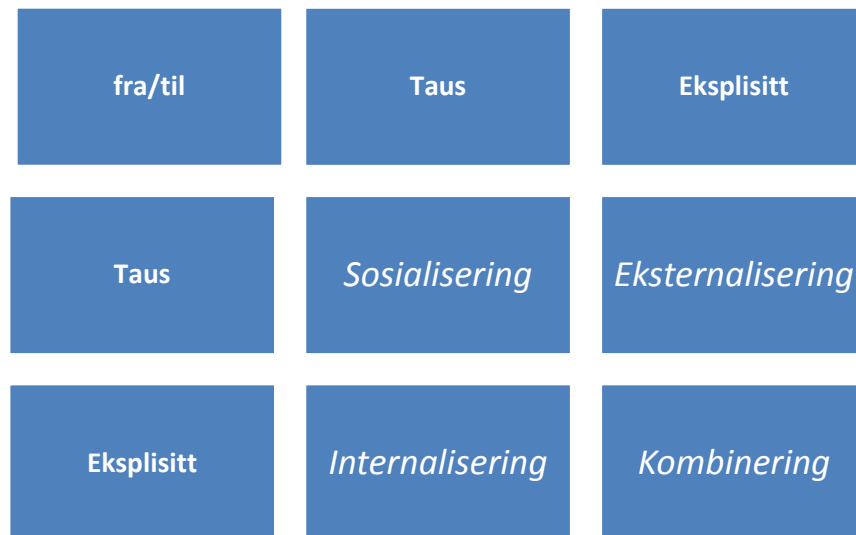 fra/til
Taus
Eksplisitt
Taus
Sosialisering
Eksternalisering
Eksplisitt
Internalisering
Kombinering